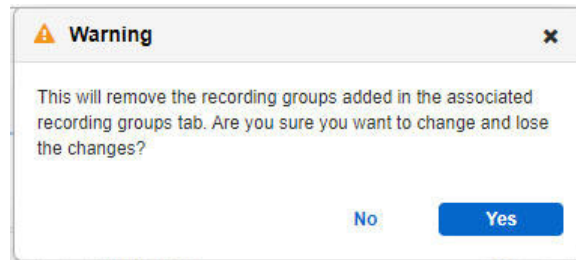 Warning
This will remove the recording groups added in the associated
recording groups tab. Are you sure you want to change and lose
the changes?
No Yes